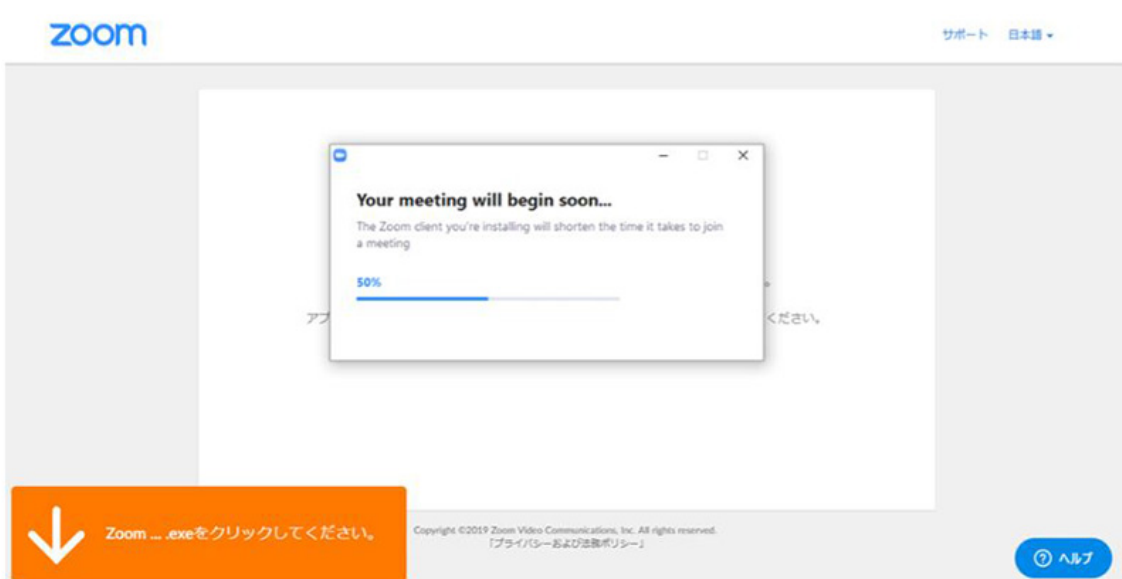 zoom
サポート 日本語
Your meeting will begin soon...
The Zoom client you're installing will shorten the time it takes to join
a meeting
50%
。
アプ ください。
Zoom ... .exeをクリックしてください。
Copyright ©2019 Zoom Video Communications, Inc. All rights reserved.
「プライバシーおよび法務ポリシー」
ヘルプ